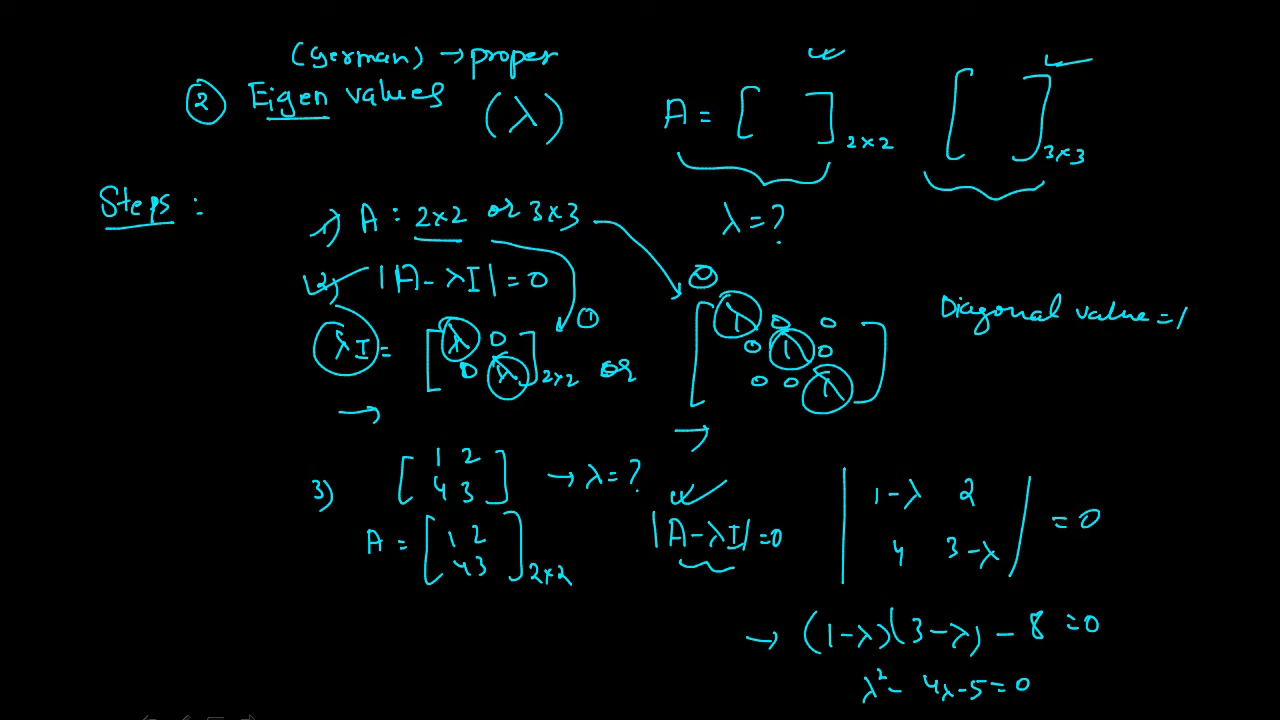 (German) → proper
② Eigen values (λ)
A = [ ]2×2 [ ]3×3
λ = ?
Steps :
1) A : 2×2 or 3×3
2) |A - λI| = 0
① ②
λI = [λ 0
0 λ]2×2 or
[λ 0 0
0 λ 0
0 0 λ]
Diagonal value = 1
→ →
3) [1 2
4 3] → λ = ?
A = [1 2
4 3]2×2
|A - λI| = 0
|1-λ 2
4 3-λ| = 0
→ (1-λ)(3-λ) - 8 = 0
λ² - 4λ - 5 = 0